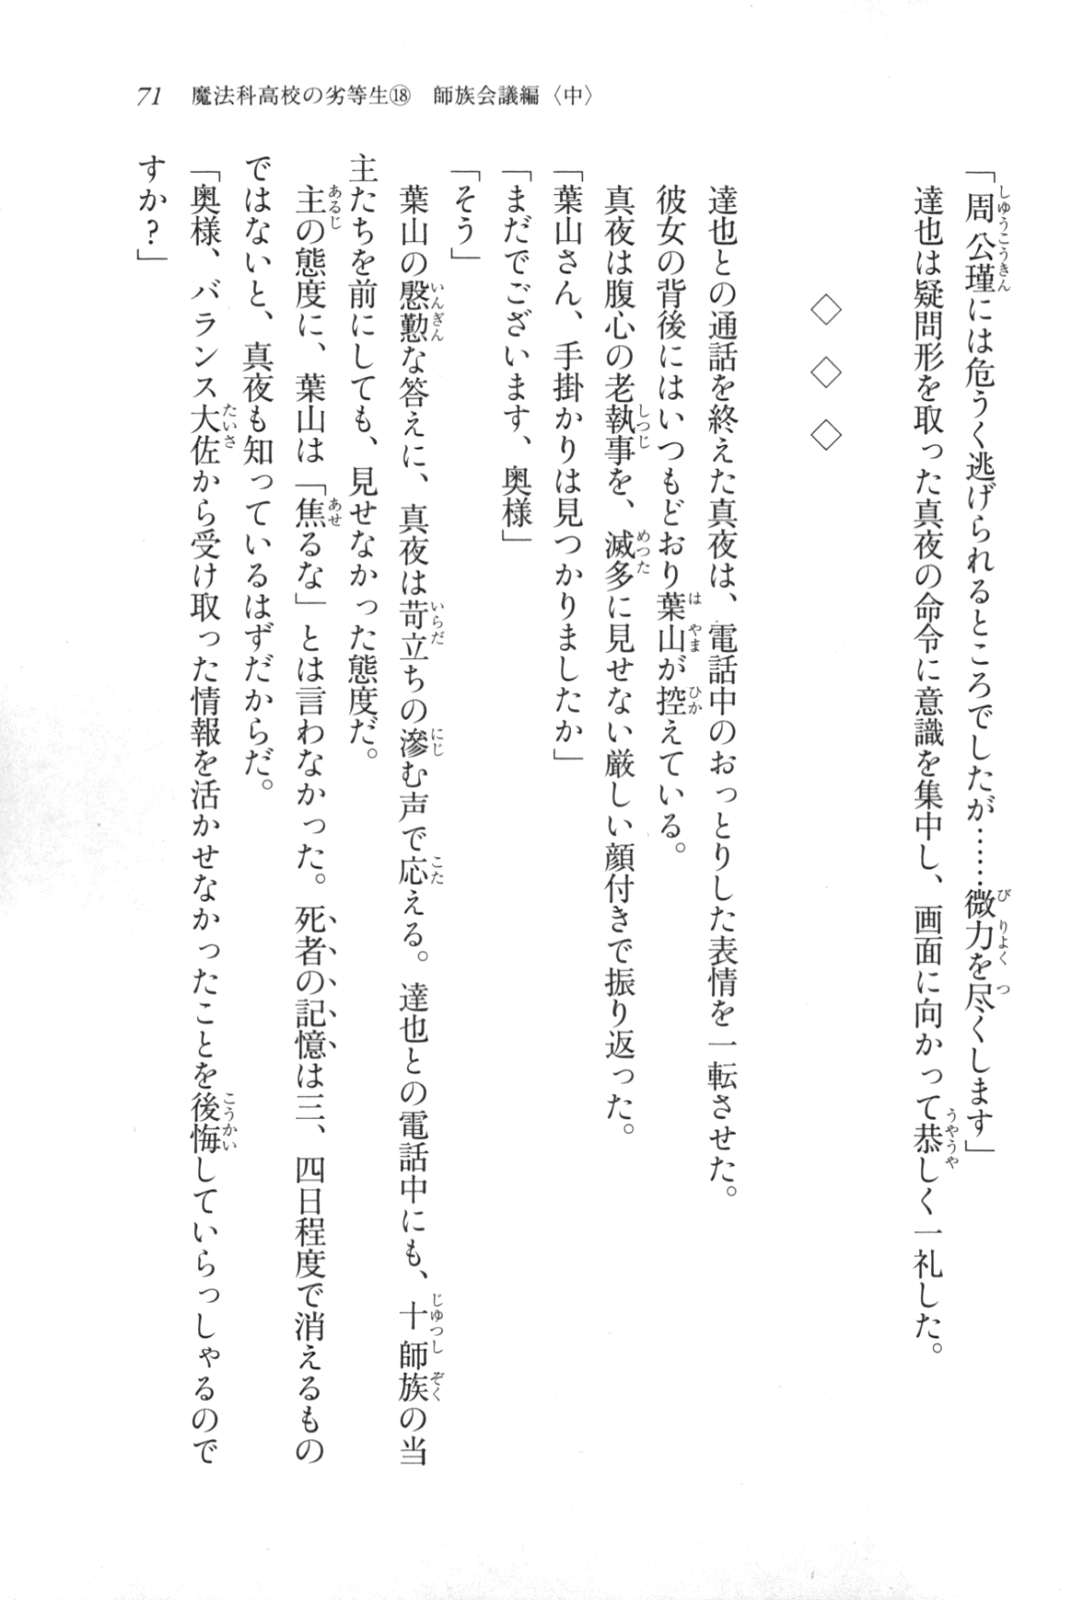 71　魔法科高校の劣等生⑱　師族会議編〈中〉
「周公瑾には危うく逃げられるところでしたが……微力を尽くします」
　達也は疑問形を取った真夜の命令に意識を集中し、画面に向かって恭しく一礼した。
◇　◇　◇
　達也との通話を終えた真夜は、電話中のおっとりした表情を一転させた。
　彼女の背後にはいつもどおり葉山が控えている。
　真夜は腹心の老執事を、滅多に見せない厳しい顔付きで振り返った。
「葉山さん、手掛かりは見つかりましたか」
「まだでございます、奥様」
「そう」
　葉山の慇懃な答えに、真夜は苛立ちの滲む声で応える。達也との電話中にも、十師族の当
主たちを前にしても、見せなかった態度だ。
　主の態度に、葉山は「焦るな」とは言わなかった。死者の記憶は三、四日程度で消えるもの
ではないと、真夜も知っているはずだからだ。
「奥様、バランス大佐から受け取った情報を活かせなかったことを後悔していらっしゃるので
すか？」